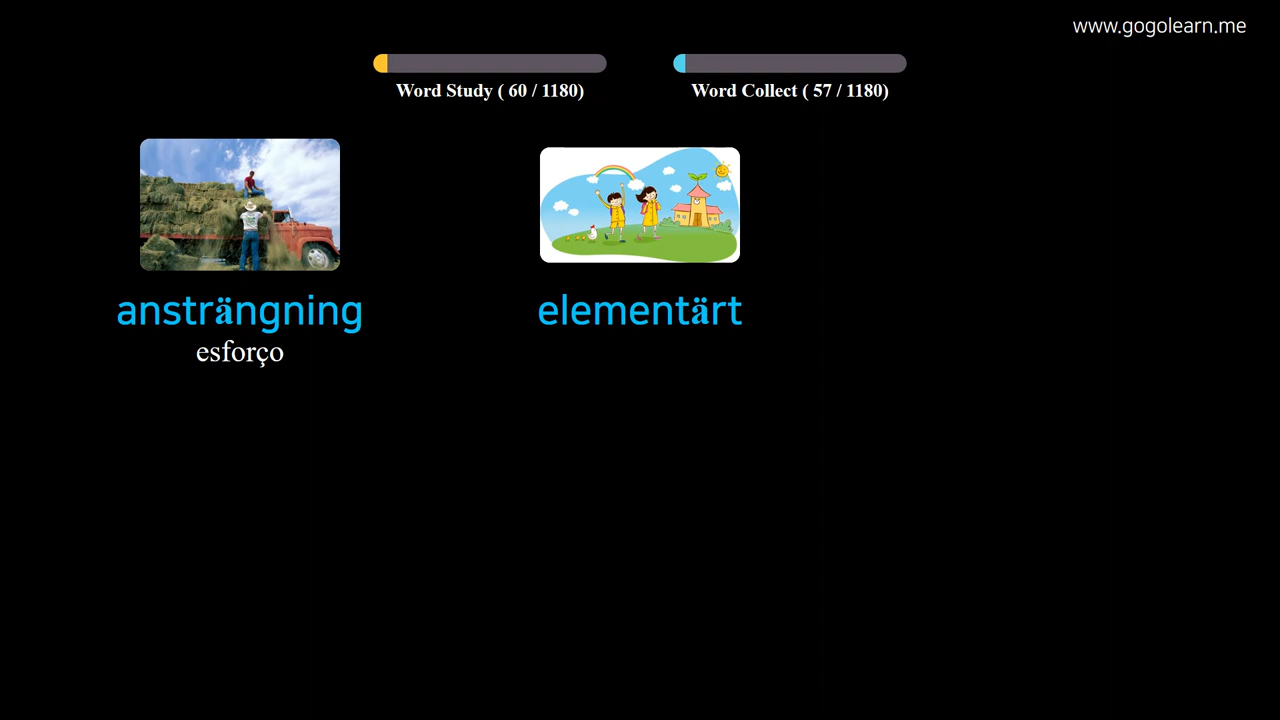 www.gogolearn.me
Word Study ( 60 / 1180)
Word Collect ( 57 / 1180)
ansträngning
elementärt
esforço